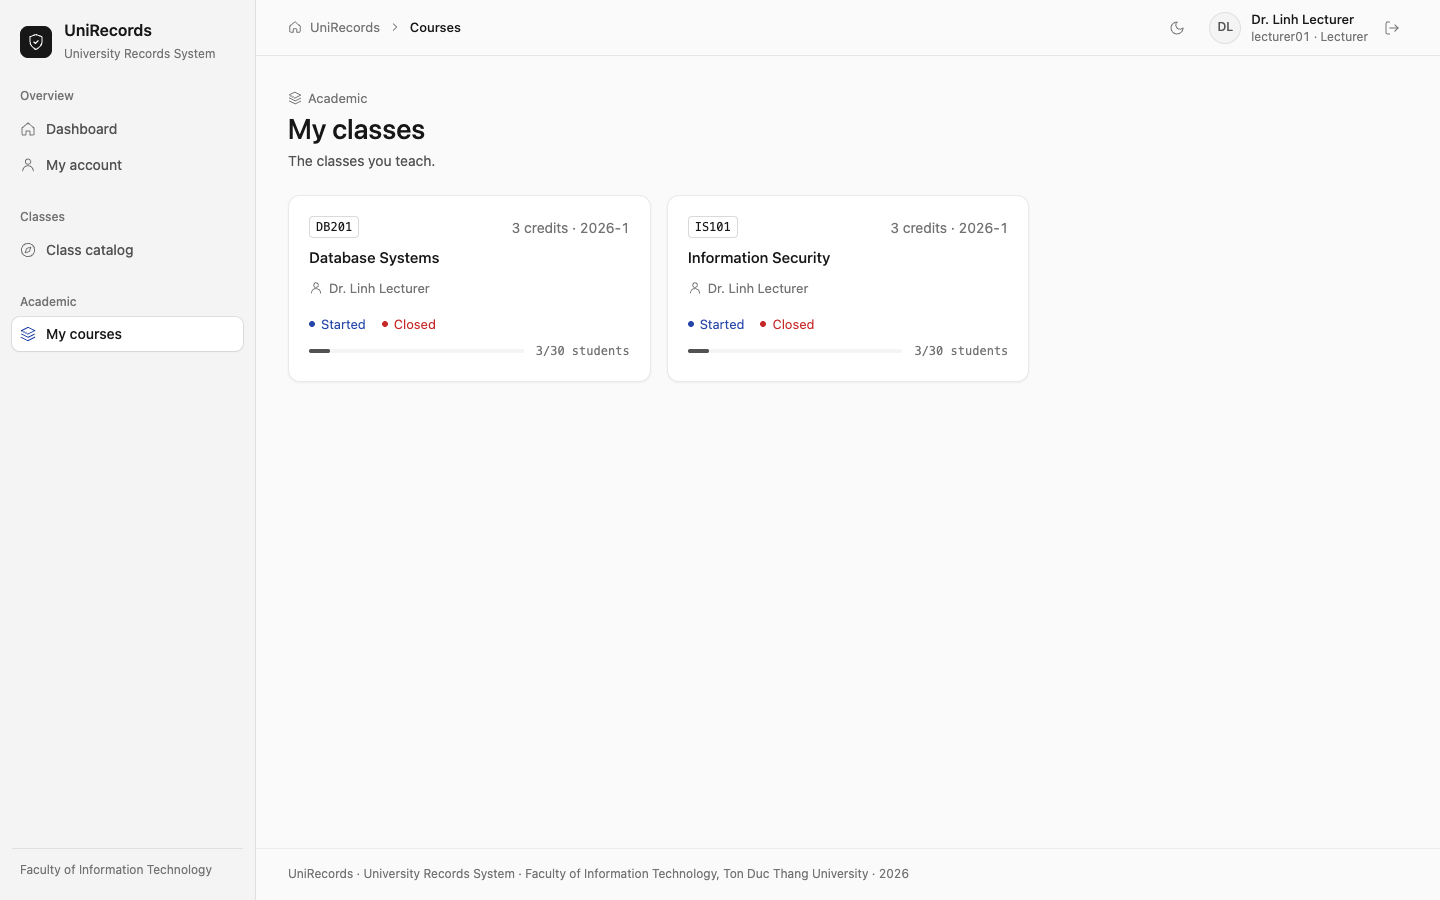 UniRecords
University Records System
Overview
Dashboard
My account
Classes
Class catalog
Academic
My courses
Faculty of Information Technology
UniRecords > Courses
DL
Dr. Linh Lecturer
lecturer01 · Lecturer
Academic
My classes
The classes you teach.
DB201
3 credits · 2026-1
Database Systems
Dr. Linh Lecturer
Started Closed
3/30 students
IS101
3 credits · 2026-1
Information Security
Dr. Linh Lecturer
Started Closed
3/30 students
UniRecords · University Records System · Faculty of Information Technology, Ton Duc Thang University · 2026